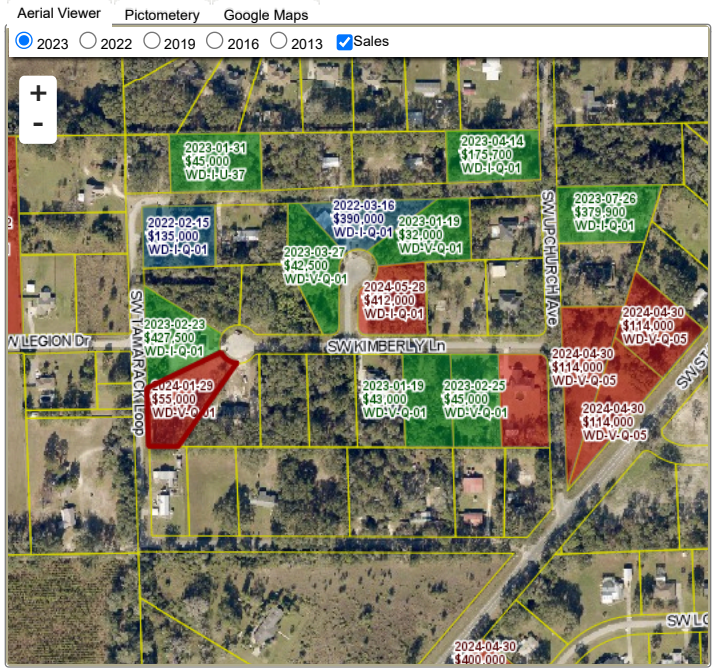 Aerial Viewer Pictometery Google Maps
2023 2022 2019 2016 2013 Sales
+
-
2023-01-31
$45,000
WD-I-U-37
2023-04-14
$175,700
WD-I-Q-01
2022-02-15
$135,000
WD-I-Q-01
2022-03-16
$390,000
WD-I-Q-01
2023-01-19
$32,000
WD-V-Q-01
2023-07-26
$379,900
WD-I-Q-01
2023-03-27
$42,500
WD-V-Q-01
2024-05-28
$412,000
WD-I-Q-01
SW UPCHURCH Ave
SW TAMARACK Loop
2023-02-23
$427,500
WD-I-Q-01
W LEGION Dr
SW KIMBERLY Ln
2024-04-30
$114,000
WD-V-Q-05
2024-04-30
$114,000
WD-V-Q-05
SW ST
2024-01-29
$55,000
WD-V-Q-01
2023-01-19
$43,000
WD-V-Q-01
2023-02-25
$45,000
WD-V-Q-01
2024-04-30
$114,000
WD-V-Q-05
SW LO
2024-04-30
$400,000